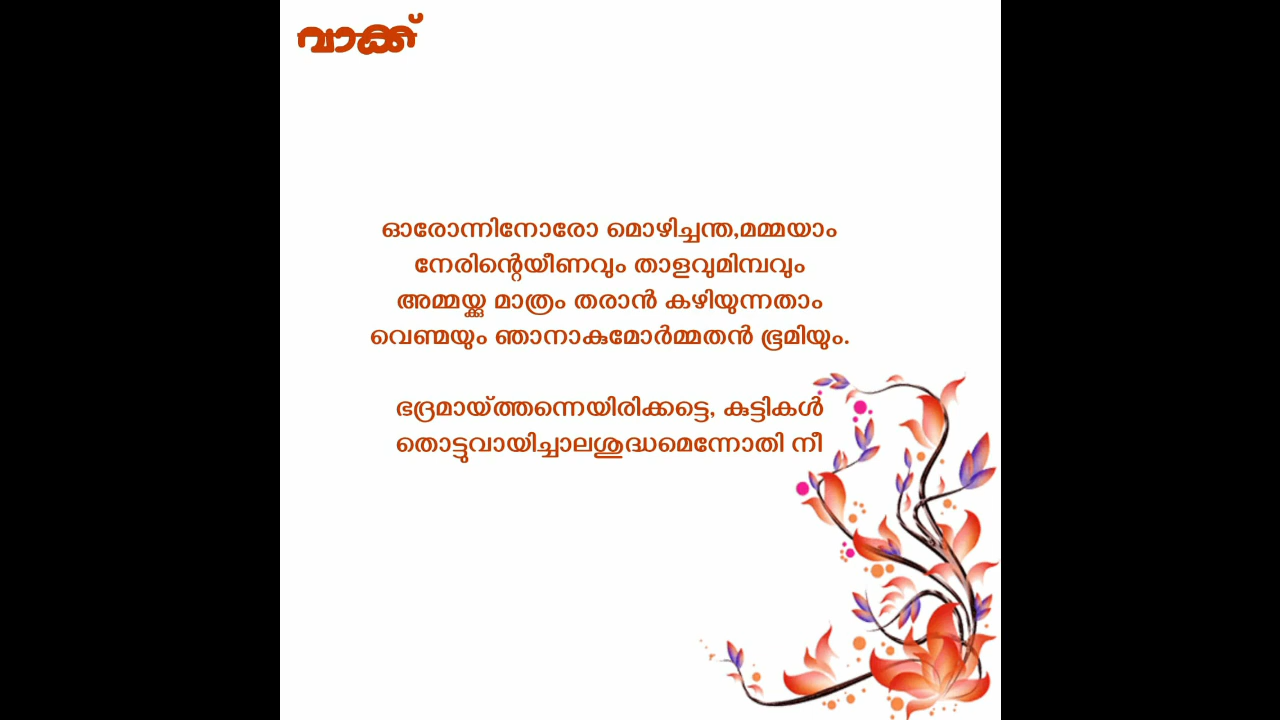 വാക്ക്
ഓരോന്നിനോരോ മൊഴിച്ചന്ത,മമ്മയാം
നേരിന്റെയീണവും താളവുമിമ്പവും
അമ്മയ്ക്കു മാത്രം തരാൻ കഴിയുന്നതാം
വെണ്മയും ഞാനാകുമോർമ്മതൻ ഭൂമിയും.
ഭദ്രമായ്ത്തന്നെയിരിക്കട്ടെ, കുട്ടികൾ
തൊട്ടുവായിച്ചാലശുദ്ധമെന്നോതി നീ